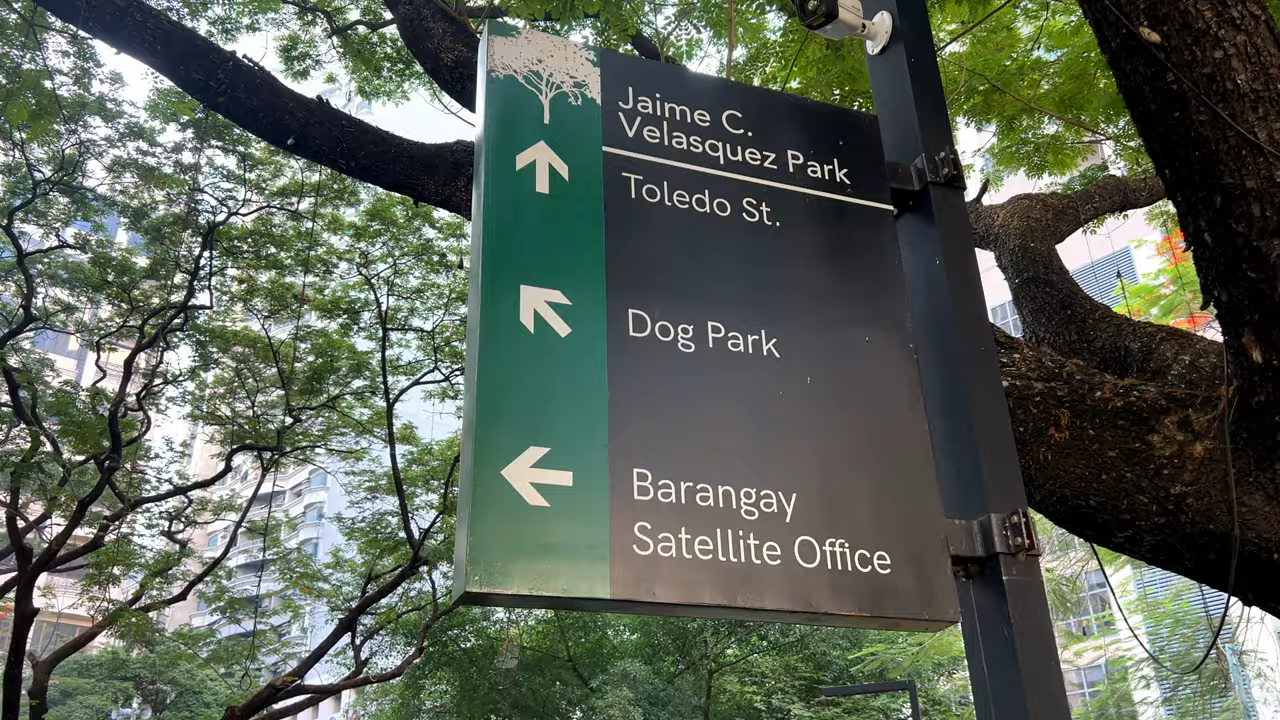 Jaime C.
Velasquez Park
Toledo St.
Dog Park
Barangay
Satellite Office